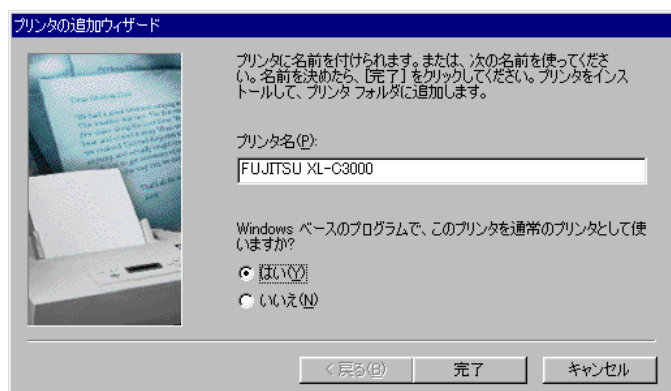 プリンタの追加ウィザード
プリンタに名前を付けられます。または、次の名前を使ってくださ
い。名前を決めたら、[完了] をクリックしてください。プリンタをインス
トールして、プリンタ フォルダに追加します。
プリンタ名(P):
FUJITSU XL-C3000
Windows ベースのプログラムで、このプリンタを通常のプリンタとして使
いますか?
はい(Y)
いいえ(N)
< 戻る(B)
完了
キャンセル